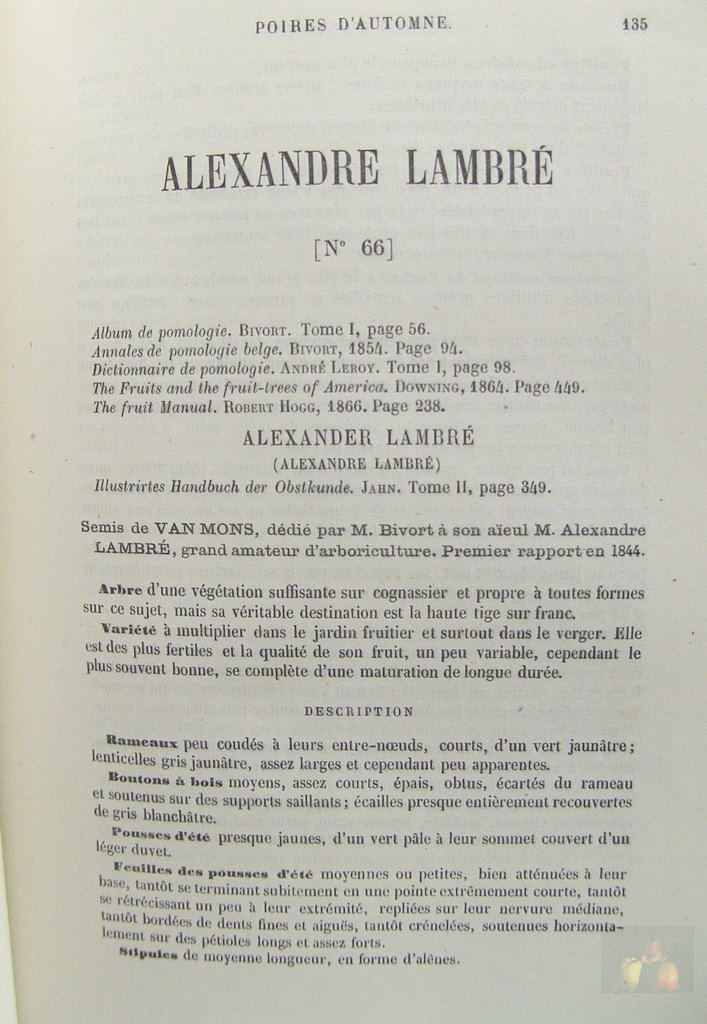 POIRES D'AUTOMNE. 135
ALEXANDRE LAMBRÉ
[N° 66]
Album de pomologie. BIVORT. Tome I, page 56.
Annales de pomologie belge. BIVORT, 1854. Page 94.
Dictionnaire de pomologie. ANDRÉ LEROY. Tome I, page 98.
The Fruits and the fruit-trees of America. DOWNING, 1864. Page 449.
The fruit Manual. ROBERT HOGG, 1866. Page 238.
ALEXANDER LAMBRÉ
(ALEXANDRE LAMBRÉ)
Illustrirtes Handbuch der Obstkunde. JAHN. Tome II, page 349.
Semis de VAN MONS, dédié par M. Bivort à son aïeul M. Alexandre
LAMBRÉ, grand amateur d'arboriculture. Premier rapport en 1844.
Arbre d'une végétation suffisante sur cognassier et propre à toutes formes
sur ce sujet, mais sa véritable destination est la haute tige sur franc.
Variété à multiplier dans le jardin fruitier et surtout dans le verger. Elle
est des plus fertiles et la qualité de son fruit, un peu variable, cependant le
plus souvent bonne, se complète d'une maturation de longue durée.
DESCRIPTION
Rameaux peu coudés à leurs entre-nœuds, courts, d'un vert jaunâtre;
lenticelles gris jaunâtre, assez larges et cependant peu apparentes.
Boutons à bois moyens, assez courts, épais, obtus, écartés du rameau
et soutenus sur des supports saillants; écailles presque entièrement recouvertes
de gris blanchâtre.
Pousses d'été presque jaunes, d'un vert pâle à leur sommet couvert d'un
léger duvet.
Feuilles des pousses d'été moyennes ou petites, bien atténuées à leur
base, tantôt se terminant subitement en une pointe extrêmement courte, tantôt
se rétrécissant un peu à leur extrémité, repliées sur leur nervure médiane,
tantôt bordées de dents fines et aiguës, tantôt crénelées, soutenues horizonta-
lement sur des pétioles longs et assez forts.
Stipules de moyenne longueur, en forme d'alênes.